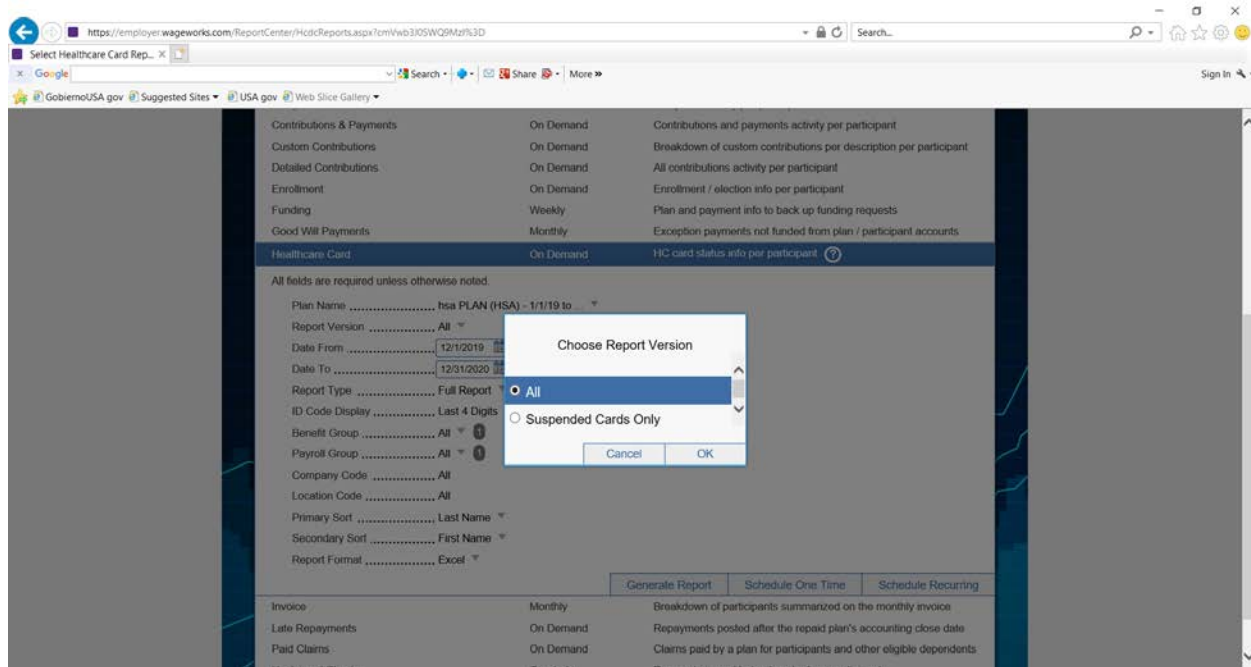 https://employer.wageworks.com/ReportCenter/HcdcReports.aspx?cmVwb3J0SWQ9MzI%3D
Search...
Select Healthcare Card Rep...
Google
Search
Share
More »
Sign In
GobiernoUSA gov
Suggested Sites
USA gov
Web Slice Gallery
Contributions & Payments On Demand Contributions and payments activity per participant
Custom Contributions On Demand Breakdown of custom contributions per description per participant
Detailed Contributions On Demand All contributions activity per participant
Enrollment On Demand Enrollment / election info per participant
Funding Weekly Plan and payment info to back up funding requests
Good Will Payments Monthly Exception payments not funded from plan / participant accounts
Healthcare Card On Demand HC card status info per participant ?
All fields are required unless otherwise noted.
Plan Name ...................... hsa PLAN (HSA) - 1/1/19 to ...
Report Version ................. All
Date From ....................... 12/1/2019
Date To .......................... 12/31/2020
Report Type .................... Full Report
ID Code Display ................ Last 4 Digits
Benefit Group ................... All
Payroll Group ................... All
Company Code ................ All
Location Code .................. All
Primary Sort .................... Last Name
Secondary Sort ................. First Name
Report Format .................. Excel
Choose Report Version
All
Suspended Cards Only
Cancel OK
Generate Report Schedule One Time Schedule Recurring
Invoice Monthly Breakdown of participants summarized on the monthly invoice
Late Repayments On Demand Repayments posted after the repaid plan's accounting close date
Paid Claims On Demand Claims paid by a plan for participants and other eligible dependents